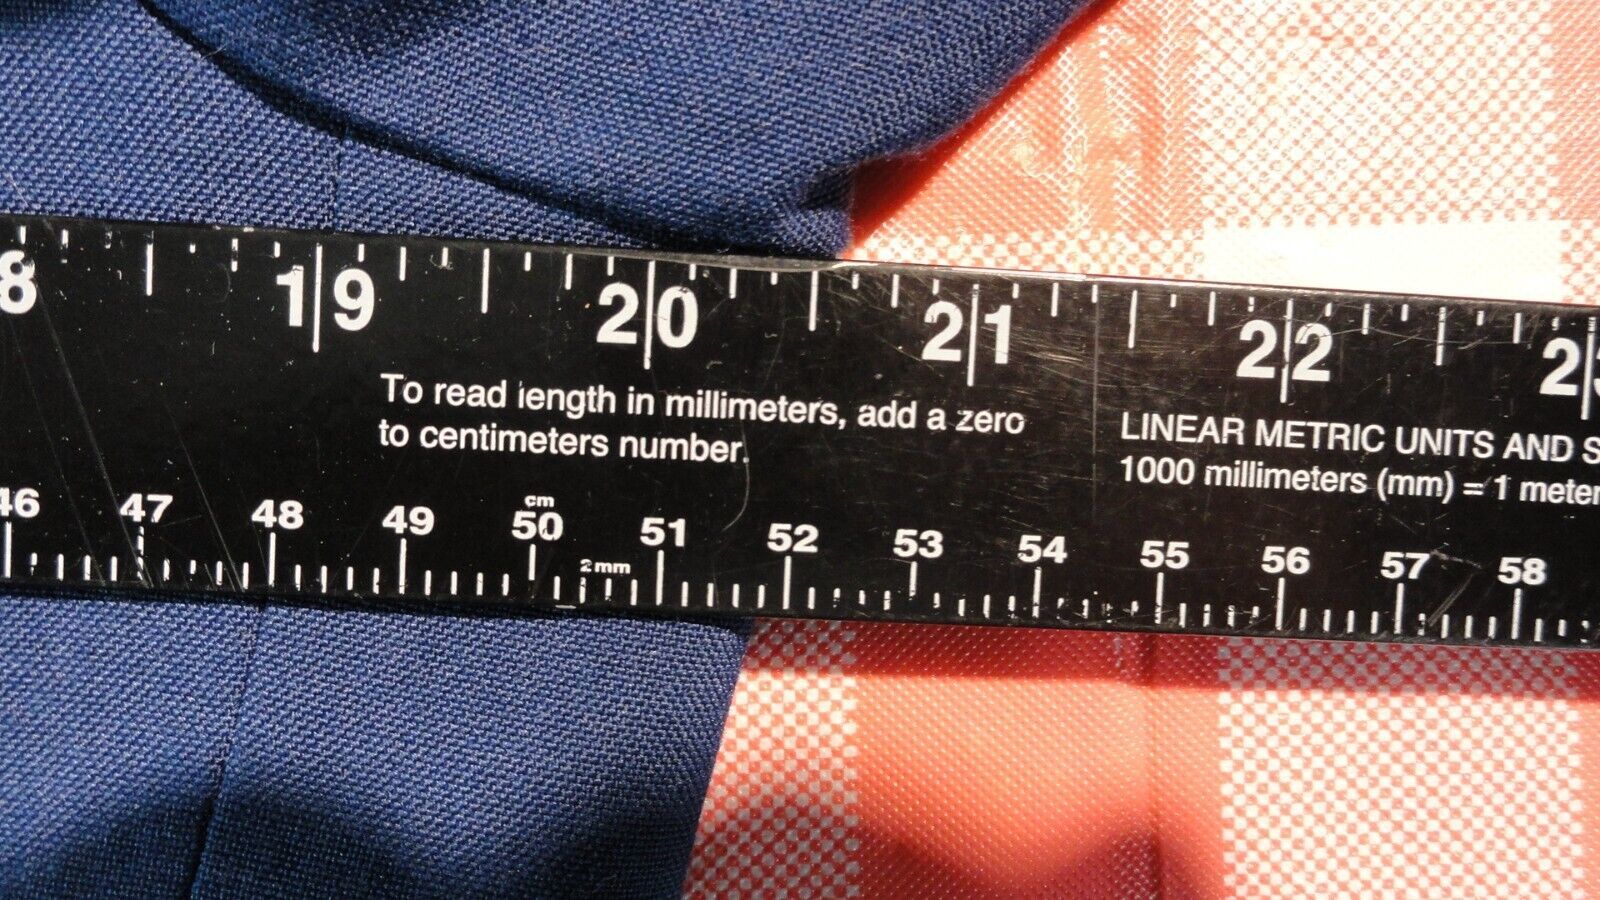 8 19 20 21 22 23
To read length in millimeters, add a zero
to centimeters number.
LINEAR METRIC UNITS AND S
1000 millimeters (mm) = 1 meter
cm
46 47 48 49 50 51 52 53 54 55 56 57 58
2mm